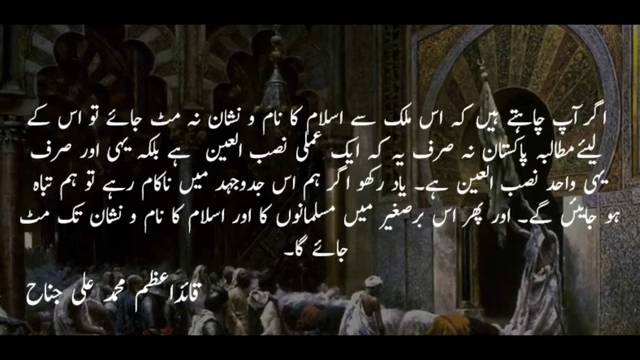 اگر آپ چاہتے ہیں کہ اس ملک سے اسلام کا نام و نشان نہ مٹ جائے تو اس کے
لیئے مطالبہ پاکستان نہ صرف یہ کہ ایک عملی نصب العین ہے بلکہ یہی اور صرف
یہی واحد نصب العین ہے۔ یاد رکھو اگر ہم اس جدوجہد میں ناکام رہے تو ہم تباہ
ہو جایئں گے۔ اور پھر اس برصغیر میں مسلمانوں کا اور اسلام کا نام و نشان تک مٹ
جائے گا۔
قائداعظم محمد علی جناح